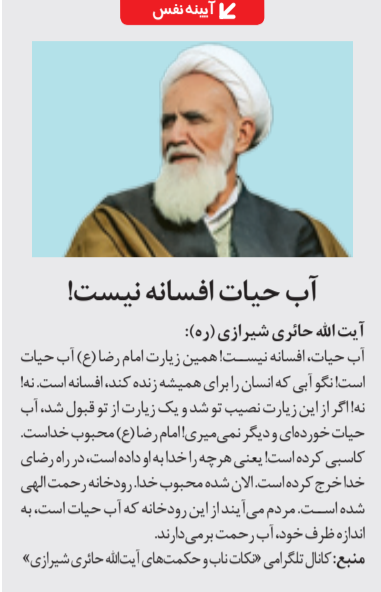 آیینه نفس
آب حیات افسانه نیست!
آیت الله حائری شیرازی (ره):
آب حیات، افسانه نیســت! همین زیارت امام رضا (ع) آب حیات
است! نگو آبی که انسان را برای همیشه زنده کند، افسانه است. نه!
نه! اگر از این زیارت نصیب تو شد و یک زیارت از تو قبول شد، آب
حیات خورده‌ای و دیگر نمی‌میری! امام رضا (ع) محبوب خداست.
کاسبی کرده است! یعنی هرچه را خدا به او داده است، در راه رضای
خدا خرج کرده است. الان شده محبوب خدا. رودخانه رحمت الهی
شده اســت. مردم می‌آیند از این رودخانه که آب حیات است، به
اندازه ظرف خود، آب رحمت برمی‌دارند.
منبع: کانال تلگرامی «نکات ناب و حکمت‌های آیت‌الله حائری شیرازی»